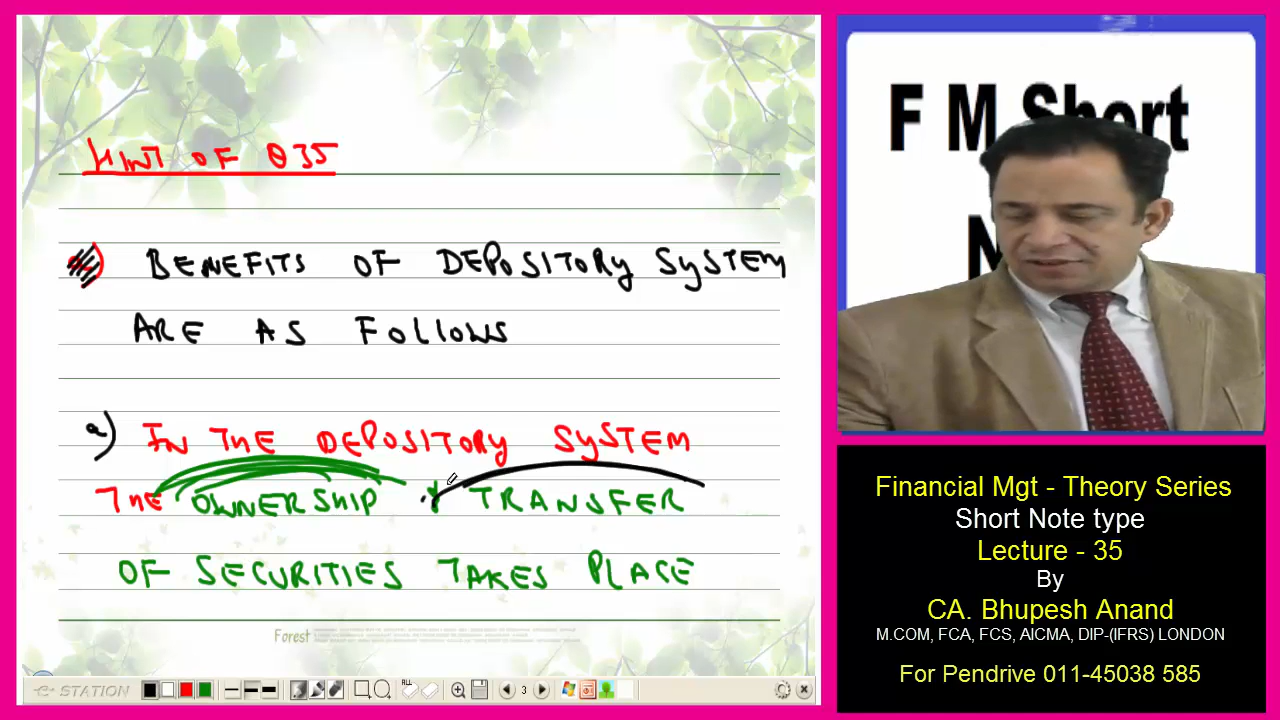 HINT OF Q35
BENEFITS OF DEPOSITORY SYSTEM
ARE AS FOLLOWS
a) IN THE DEPOSITORY SYSTEM
THE OWNERSHIP & TRANSFER
OF SECURITIES TAKES PLACE
Forest
e-STATION
ALL
3
F M Short
N
Financial Mgt - Theory Series
Short Note type
Lecture - 35
By
CA. Bhupesh Anand
M.COM, FCA, FCS, AICMA, DIP-(IFRS) LONDON
For Pendrive 011-45038 585